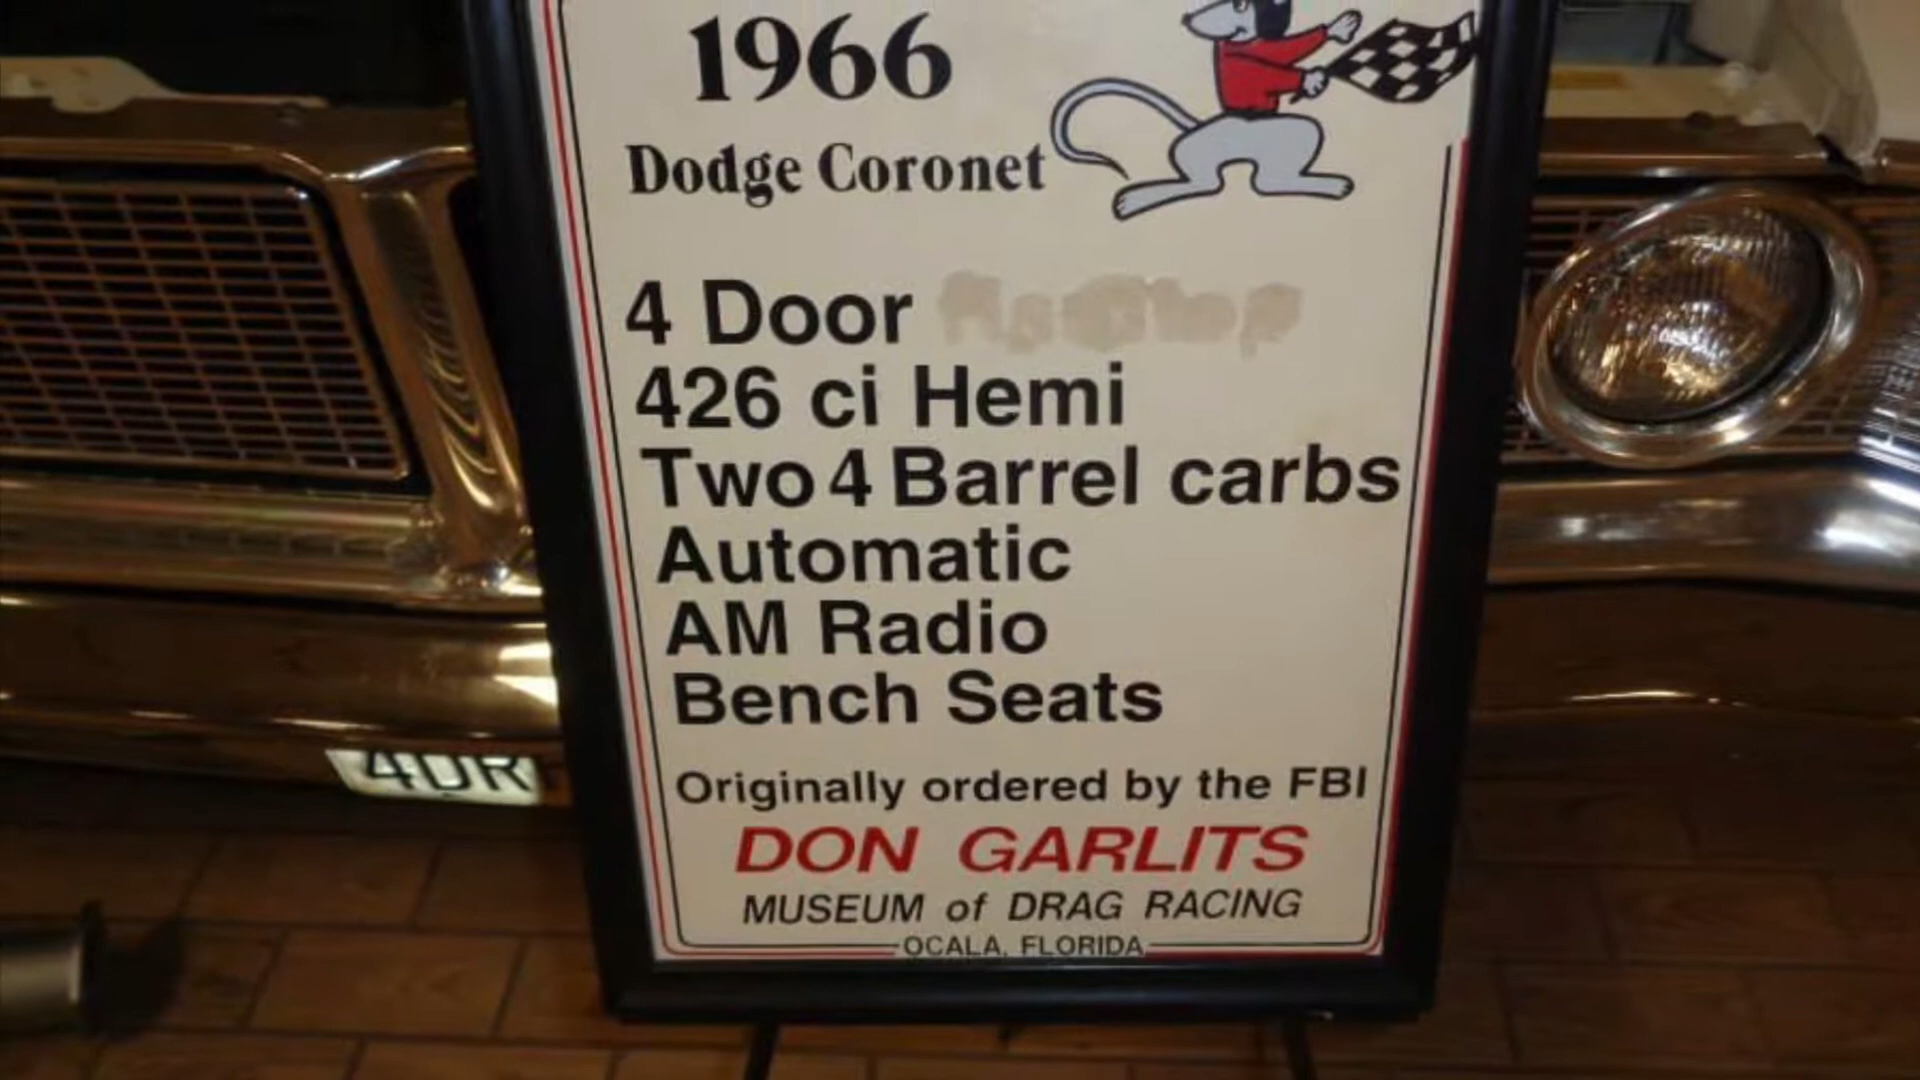 1966
Dodge Coronet
4 Door
426 ci Hemi
Two 4 Barrel carbs
Automatic
AM Radio
Bench Seats
Originally ordered by the FBI
DON GARLITS
MUSEUM of DRAG RACING
OCALA, FLORIDA
4DR